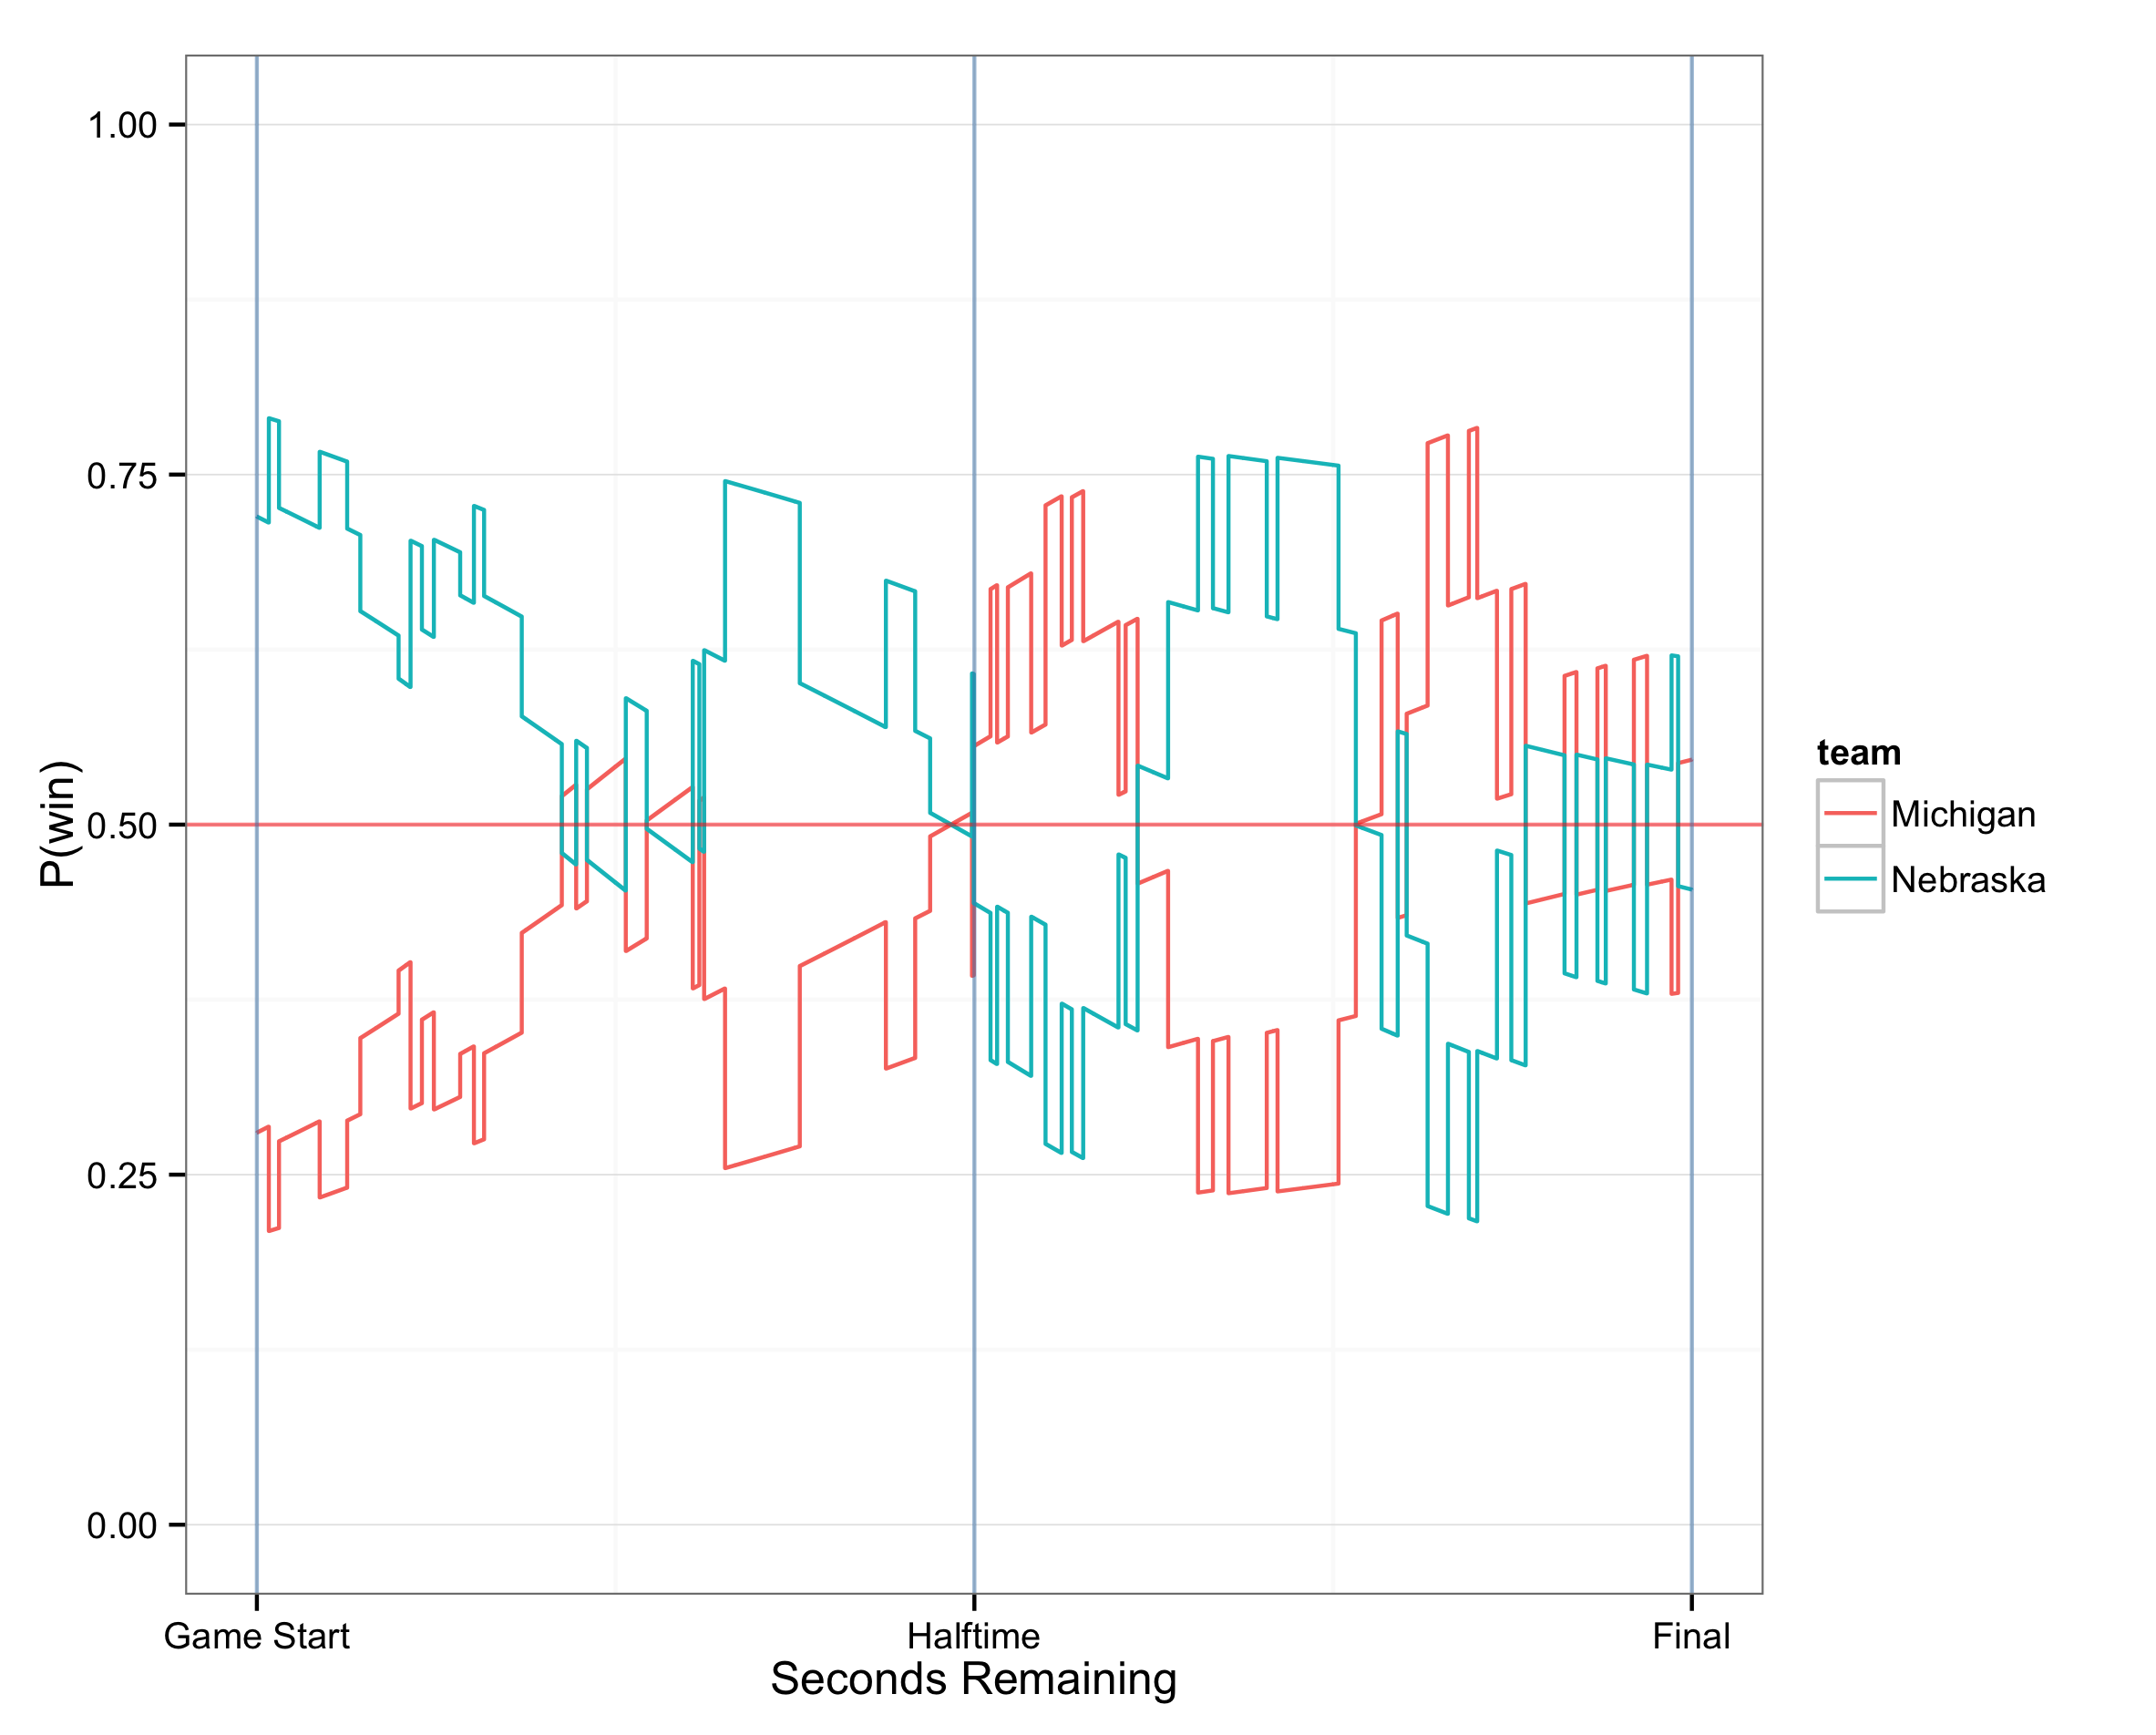 1.00
0.75
0.50
0.25
0.00
P(win)
Game Start
Halftime
Final
Seconds Remaining
team
Michigan
Nebraska